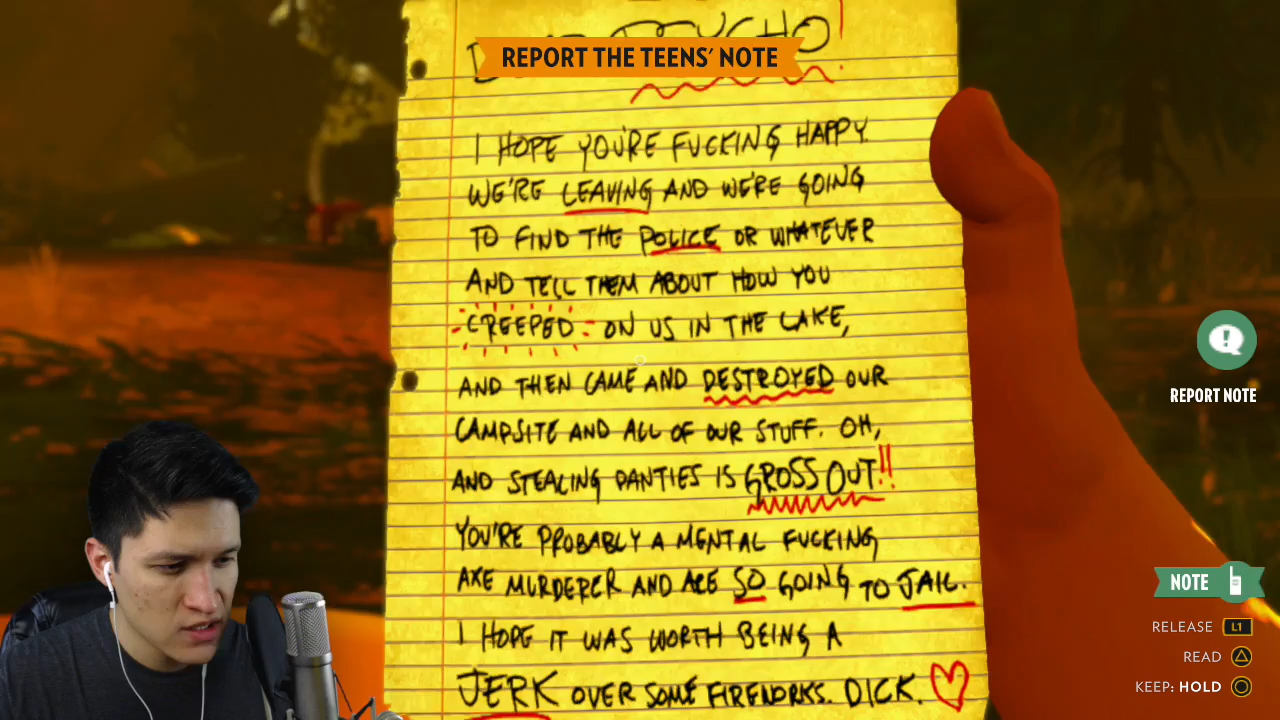 DEAR PSYCHO!
REPORT THE TEENS' NOTE
I HOPE YOU'RE FUCKING HAPPY.
WE'RE LEAVING AND WE'RE GOING
TO FIND THE POLICE OR WHATEVER
AND TELL THEM ABOUT HOW YOU
CREEPED ON US IN THE LAKE,
AND THEN CAME AND DESTROYED OUR
CAMPSITE AND ALL OF OUR STUFF. OH,
AND STEALING PANTIES IS GROSS OUT!!
YOU'RE PROBABLY A MENTAL FUCKING
AXE MURDERER AND ARE SO GOING TO JAIL.
I HOPE IT WAS WORTH BEING A
JERK OVER SOME FIREWORKS. DICK.
REPORT NOTE
NOTE
RELEASE L1
READ
KEEP: HOLD